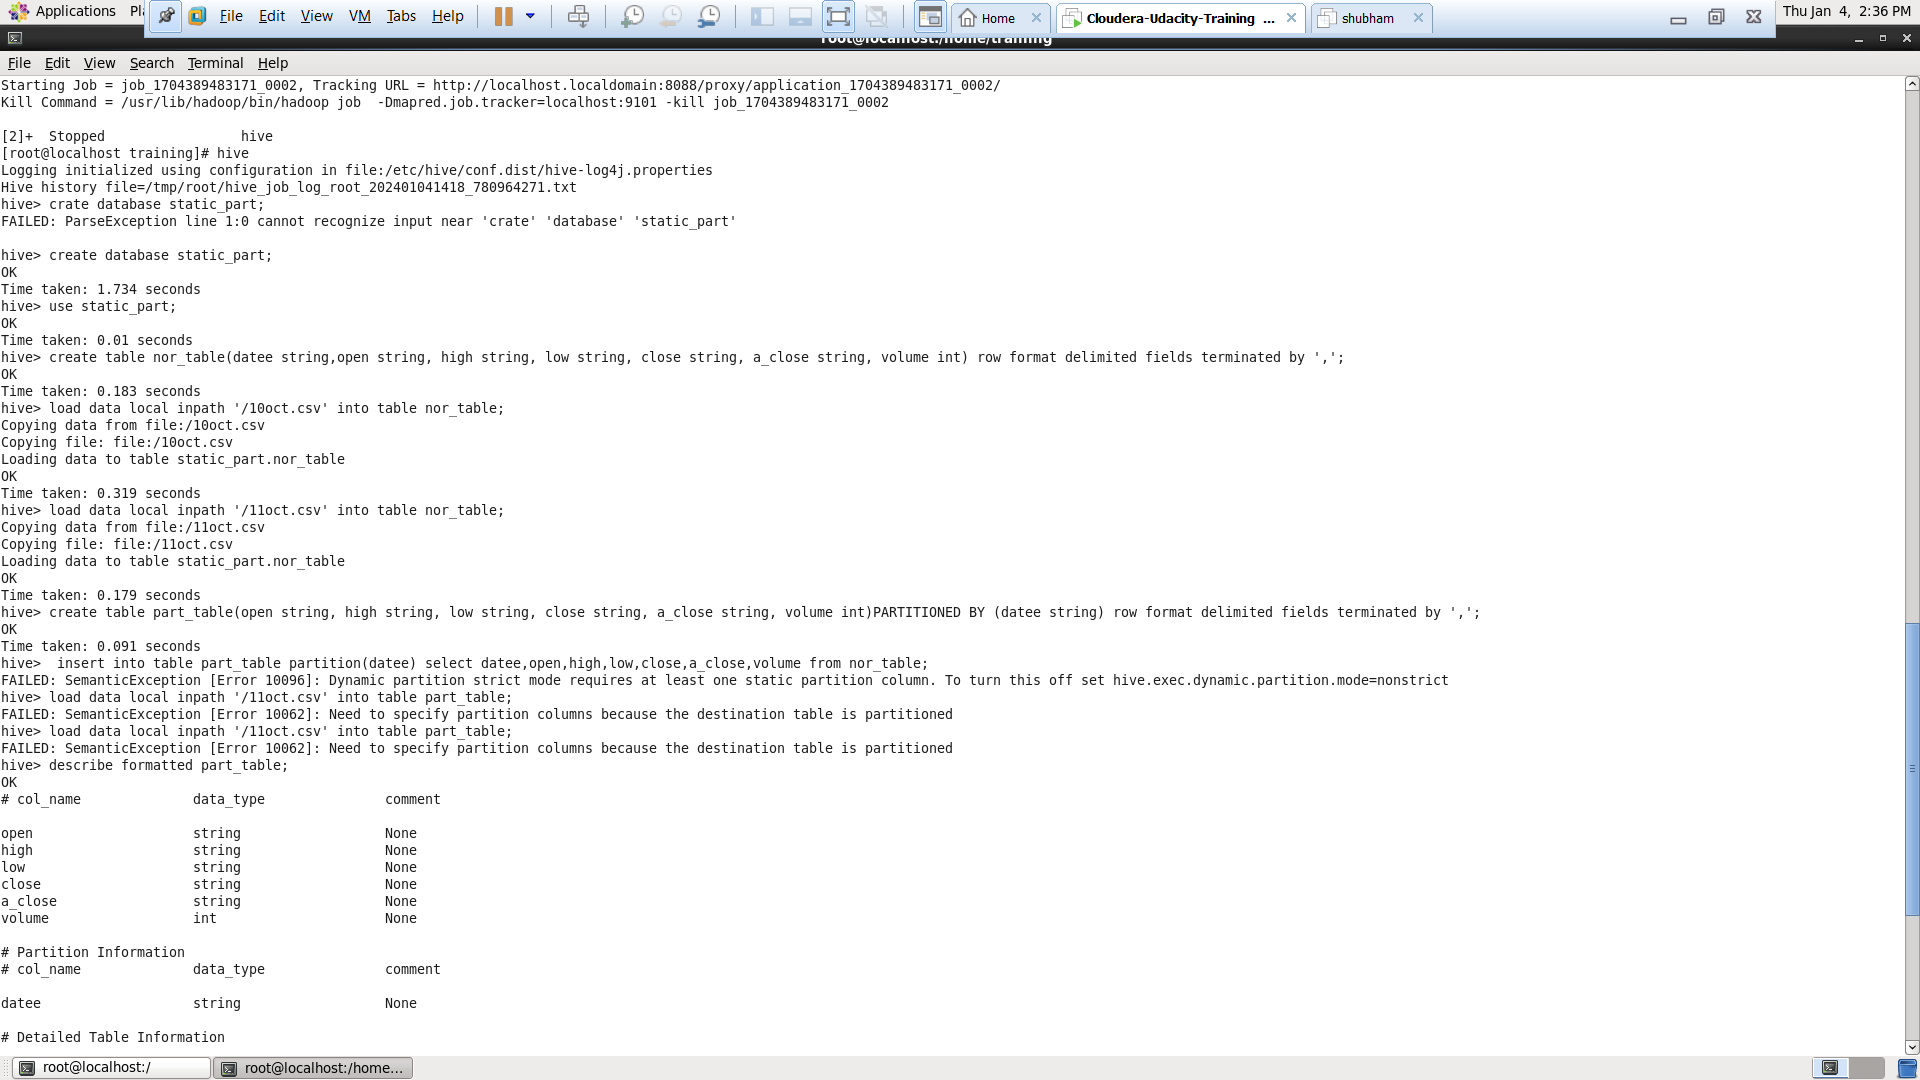 Applications Pl
File Edit View VM Tabs Help
Home
Cloudera-Udacity-Training ...
shubham
Thu Jan 4, 2:36 PM
root@localhost:/home/training
File Edit View Search Terminal Help
Starting Job = job_1704389483171_0002, Tracking URL = http://localhost.localdomain:8088/proxy/application_1704389483171_0002/
Kill Command = /usr/lib/hadoop/bin/hadoop job  -Dmapred.job.tracker=localhost:9101 -kill job_1704389483171_0002
[2]+  Stopped                 hive
[root@localhost training]# hive
Logging initialized using configuration in file:/etc/hive/conf.dist/hive-log4j.properties
Hive history file=/tmp/root/hive_job_log_root_202401041418_780964271.txt
hive> crate database static_part;
FAILED: ParseException line 1:0 cannot recognize input near 'crate' 'database' 'static_part'
hive> create database static_part;
OK
Time taken: 1.734 seconds
hive> use static_part;
OK
Time taken: 0.01 seconds
hive> create table nor_table(datee string,open string, high string, low string, close string, a_close string, volume int) row format delimited fields terminated by ',';
OK
Time taken: 0.183 seconds
hive> load data local inpath '/10oct.csv' into table nor_table;
Copying data from file:/10oct.csv
Copying file: file:/10oct.csv
Loading data to table static_part.nor_table
OK
Time taken: 0.319 seconds
hive> load data local inpath '/11oct.csv' into table nor_table;
Copying data from file:/11oct.csv
Copying file: file:/11oct.csv
Loading data to table static_part.nor_table
OK
Time taken: 0.179 seconds
hive> create table part_table(open string, high string, low string, close string, a_close string, volume int)PARTITIONED BY (datee string) row format delimited fields terminated by ',';
OK
Time taken: 0.091 seconds
hive>  insert into table part_table partition(datee) select datee,open,high,low,close,a_close,volume from nor_table;
FAILED: SemanticException [Error 10096]: Dynamic partition strict mode requires at least one static partition column. To turn this off set hive.exec.dynamic.partition.mode=nonstrict
hive> load data local inpath '/11oct.csv' into table part_table;
FAILED: SemanticException [Error 10062]: Need to specify partition columns because the destination table is partitioned
hive> load data local inpath '/11oct.csv' into table part_table;
FAILED: SemanticException [Error 10062]: Need to specify partition columns because the destination table is partitioned
hive> describe formatted part_table;
OK
# col_name              data_type               comment
open                    string                  None
high                    string                  None
low                     string                  None
close                   string                  None
a_close                 string                  None
volume                  int                     None
# Partition Information
# col_name              data_type               comment
datee                   string                  None
# Detailed Table Information
root@localhost:/
root@localhost:/home...